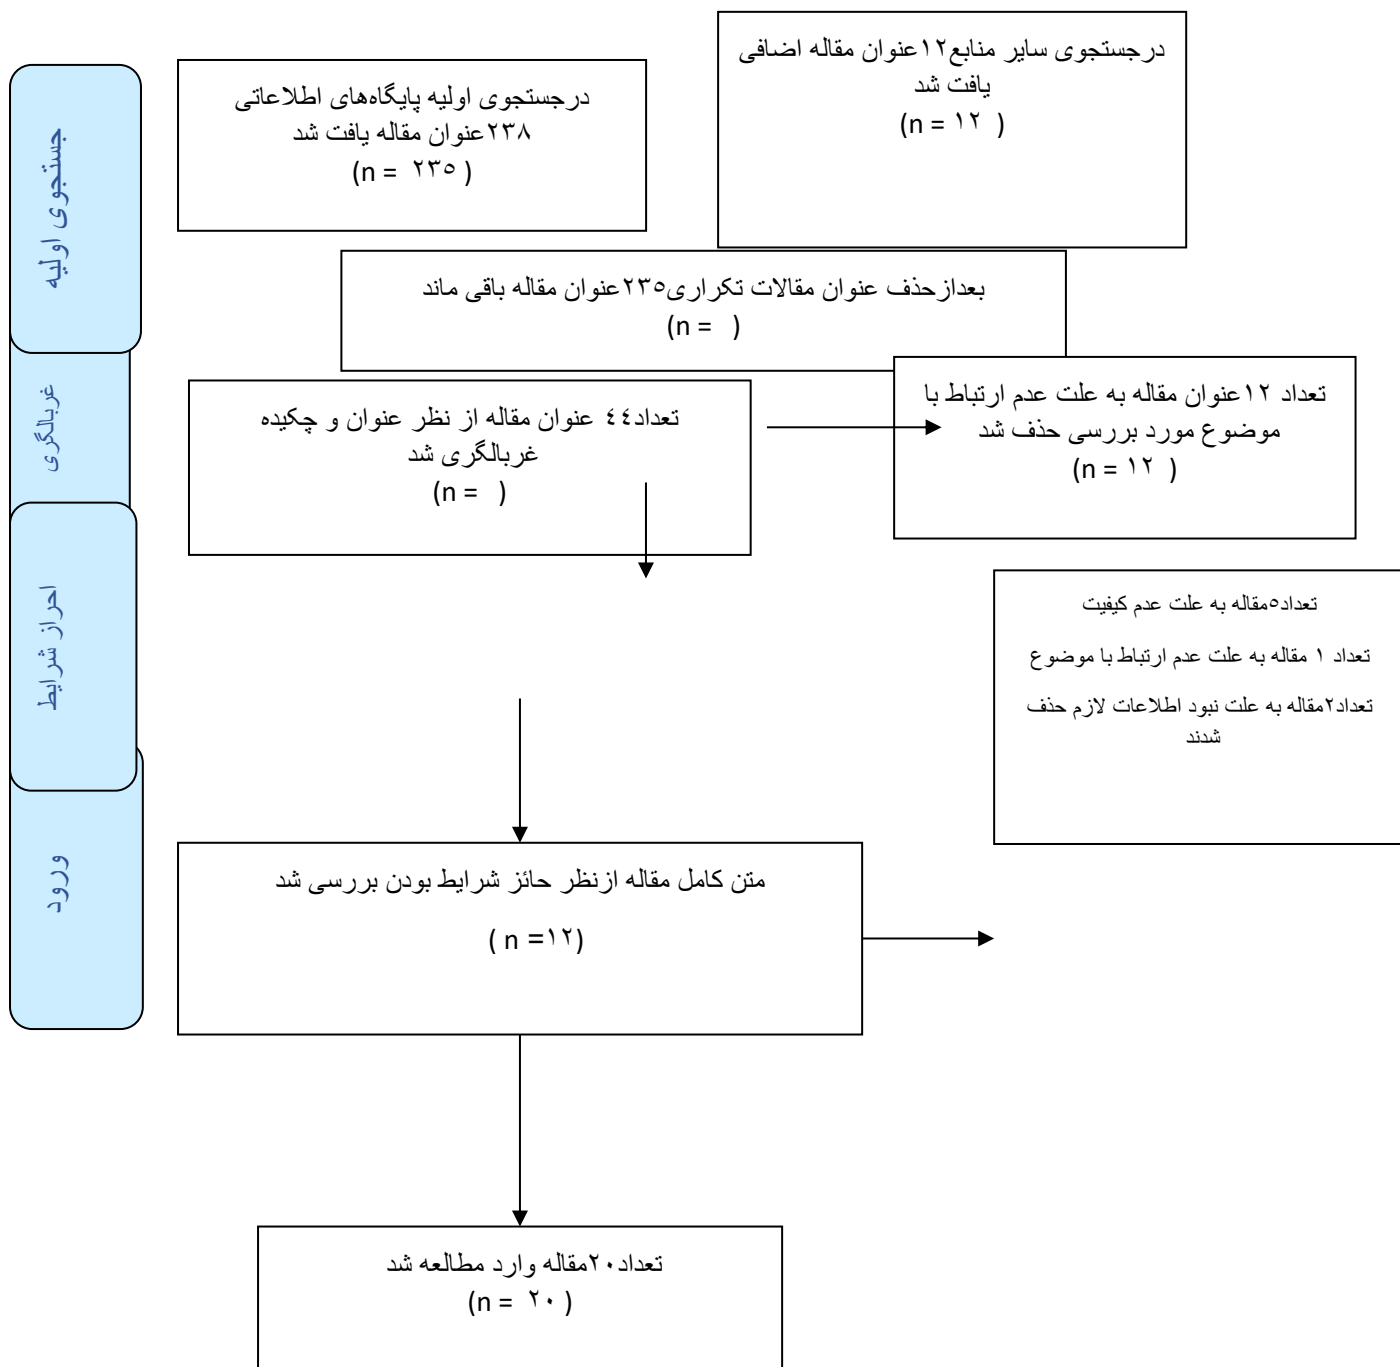 جستجوی اولیه
درجستجوی اولیه پایگاه‌های اطلاعاتی
۲۳۸عنوان مقاله یافت شد
(n = ۲۳۵ )
درجستجوی سایر منابع۱۲عنوان مقاله اضافی
یافت شد
(n = ۱۲ )
بعدازحذف عنوان مقالات تکراری۲۳۵عنوان مقاله باقی ماند
(n = )
غربالگری
تعداد٤٤ عنوان مقاله از نظر عنوان و چکیده
غربالگری شد
(n = )
تعداد ۱۲عنوان مقاله به علت عدم ارتباط با
موضوع مورد بررسی حذف شد
(n = ۱۲ )
احراز شرایط
تعداد٥مقاله به علت عدم کیفیت
تعداد ۱ مقاله به علت عدم ارتباط با موضوع
تعداد۲مقاله به علت نبود اطلاعات لازم حذف
شدند
ورود
متن کامل مقاله ازنظر حائز شرایط بودن بررسی شد
( n =۱۲)
تعداد۲۰مقاله وارد مطالعه شد
(n = ۲۰ )